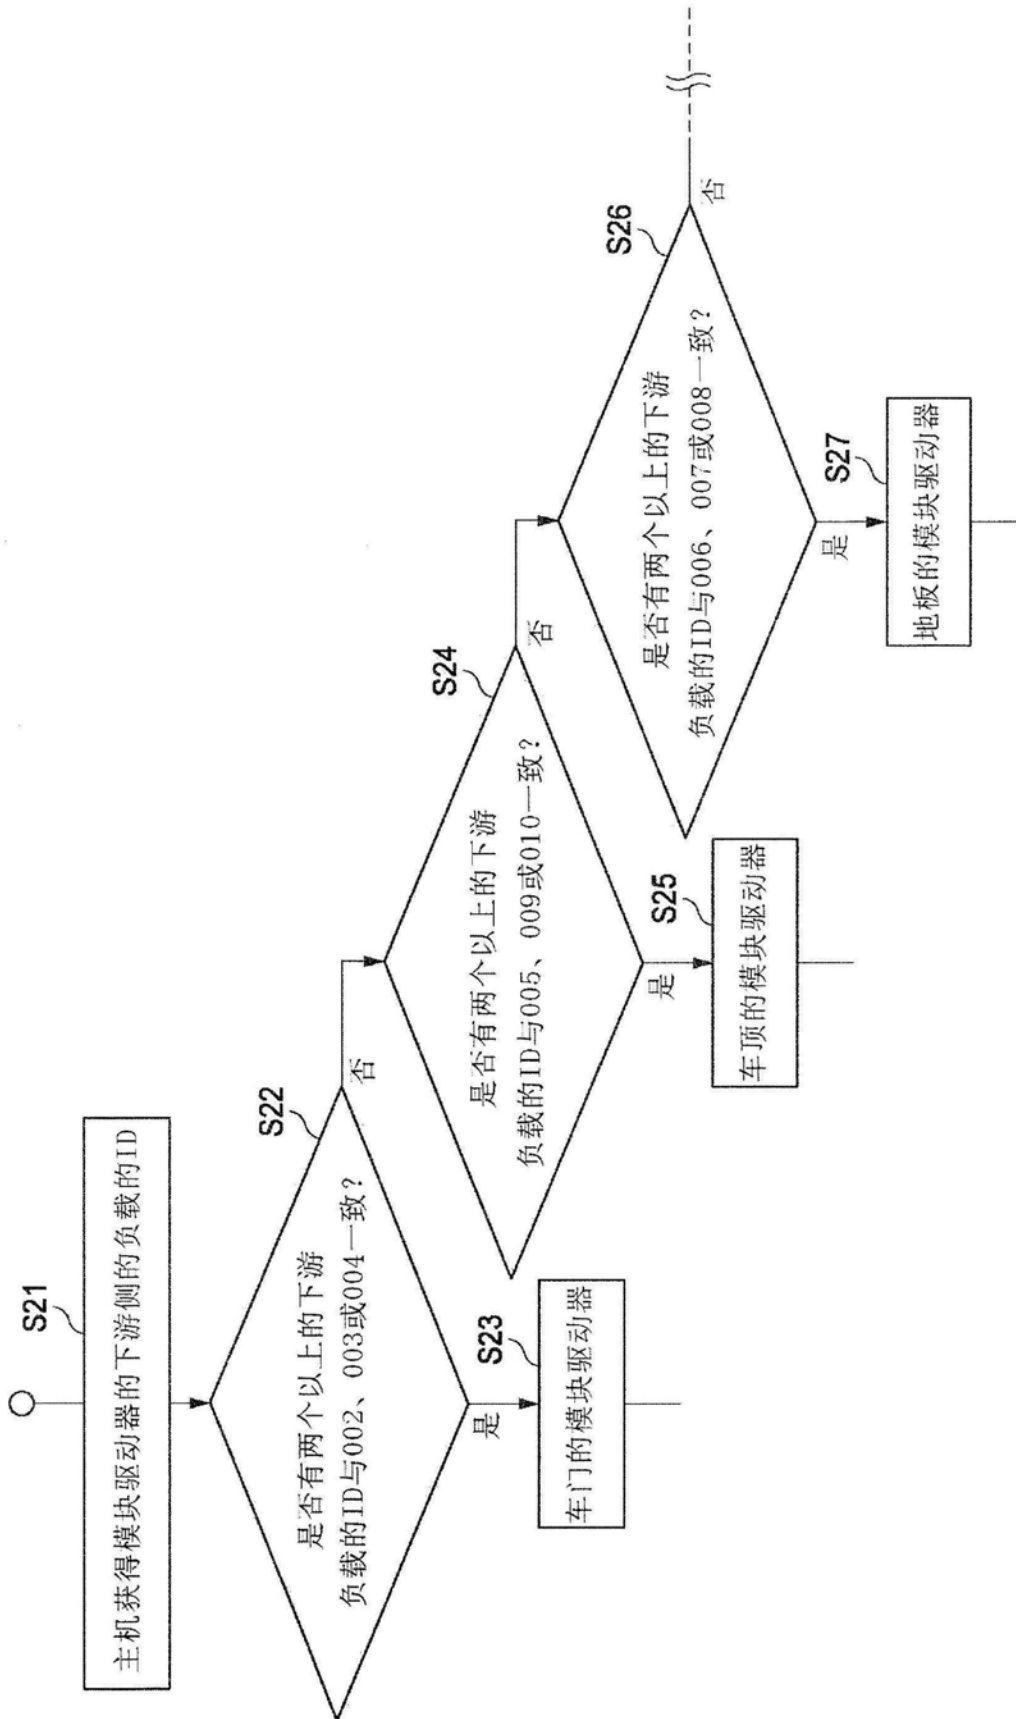 S21
主机获得模块驱动器的下游侧的负载的ID
S22
是否有两个以上的下游
负载的ID与002、003或004一致?
否
是
S23
车门的模块驱动器
S24
是否有两个以上的下游
负载的ID与005、009或010一致?
否
是
S25
车顶的模块驱动器
S26
是否有两个以上的下游
负载的ID与006、007或008一致?
否
是
S27
地板的模块驱动器